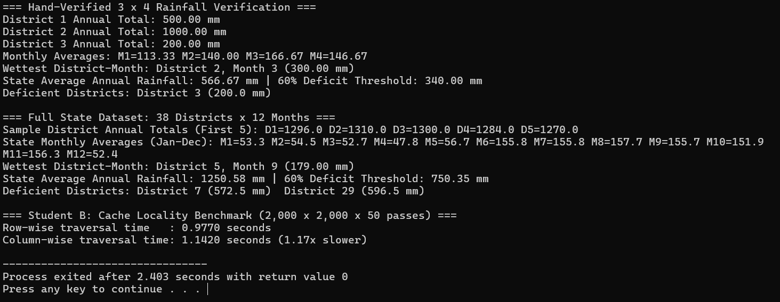 === Hand-Verified 3 x 4 Rainfall Verification ===
District 1 Annual Total: 500.00 mm
District 2 Annual Total: 1000.00 mm
District 3 Annual Total: 200.00 mm
Monthly Averages: M1=113.33 M2=140.00 M3=166.67 M4=146.67
Wettest District-Month: District 2, Month 3 (300.00 mm)
State Average Annual Rainfall: 566.67 mm | 60% Deficit Threshold: 340.00 mm
Deficient Districts: District 3 (200.0 mm)

=== Full State Dataset: 38 Districts x 12 Months ===
Sample District Annual Totals (First 5): D1=1296.0 D2=1310.0 D3=1300.0 D4=1284.0 D5=1270.0
State Monthly Averages (Jan-Dec): M1=53.3 M2=54.5 M3=52.7 M4=47.8 M5=56.7 M6=155.8 M7=155.8 M8=157.7 M9=155.7 M10=151.9
M11=156.3 M12=52.4
Wettest District-Month: District 5, Month 9 (179.00 mm)
State Average Annual Rainfall: 1250.58 mm | 60% Deficit Threshold: 750.35 mm
Deficient Districts: District 7 (572.5 mm)  District 29 (596.5 mm)

=== Student B: Cache Locality Benchmark (2,000 x 2,000 x 50 passes) ===
Row-wise traversal time   : 0.9770 seconds
Column-wise traversal time: 1.1420 seconds (1.17x slower)

--------------------------------
Process exited after 2.403 seconds with return value 0
Press any key to continue . . .